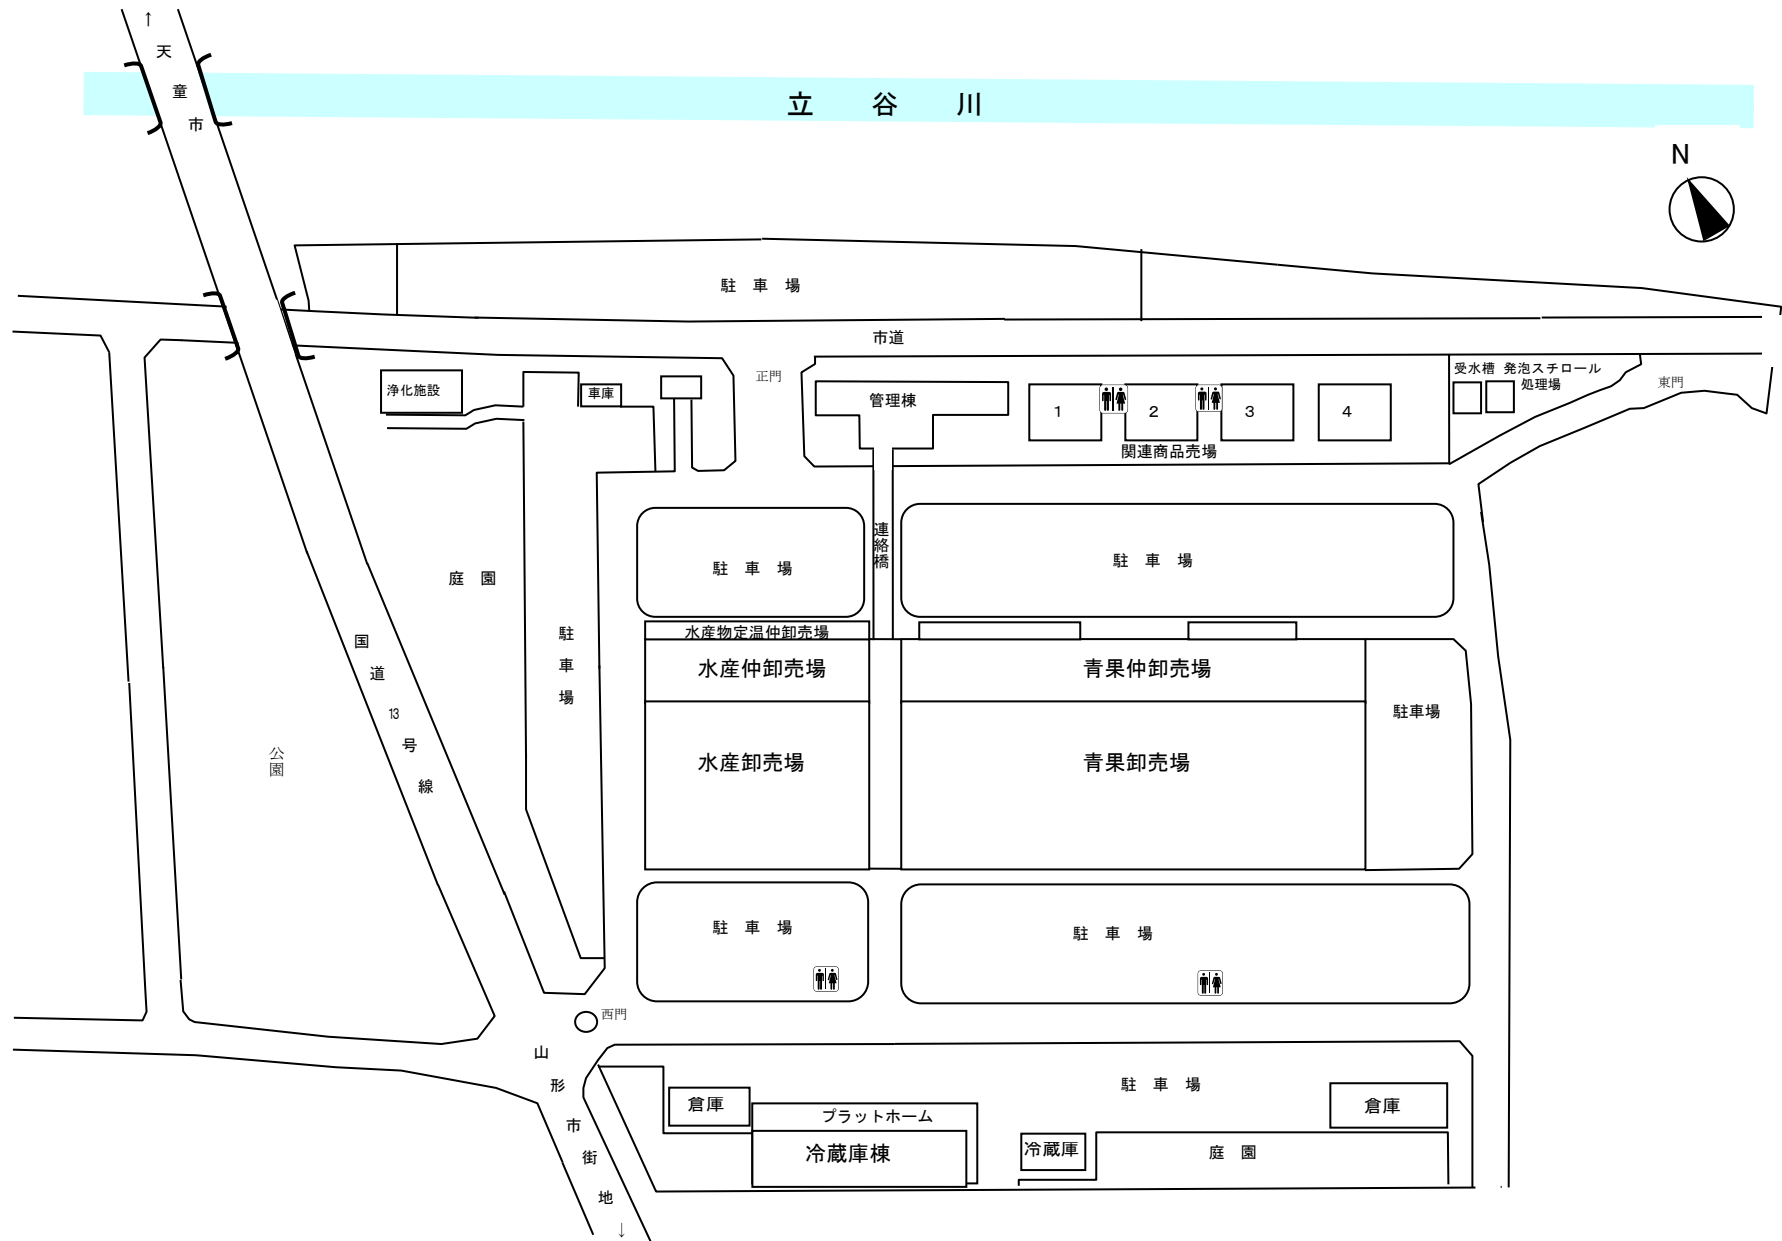 ↑
天童市
立　谷　川
N
駐　車　場
市道
正門
東門
浄化施設
車庫
管理棟
1
2
3
4
関連商品売場
受水槽 発泡スチロール
処理場
連絡橋
駐　車　場
駐　車　場
庭　園
駐車場
国道13号線
公園
水産物定温仲卸売場
水産仲卸売場
青果仲卸売場
駐車場
水産卸売場
青果卸売場
駐　車　場
駐　車　場
西門
山形市街地
↓
倉庫
プラットホーム
冷蔵庫棟
冷蔵庫
駐　車　場
倉庫
庭　園